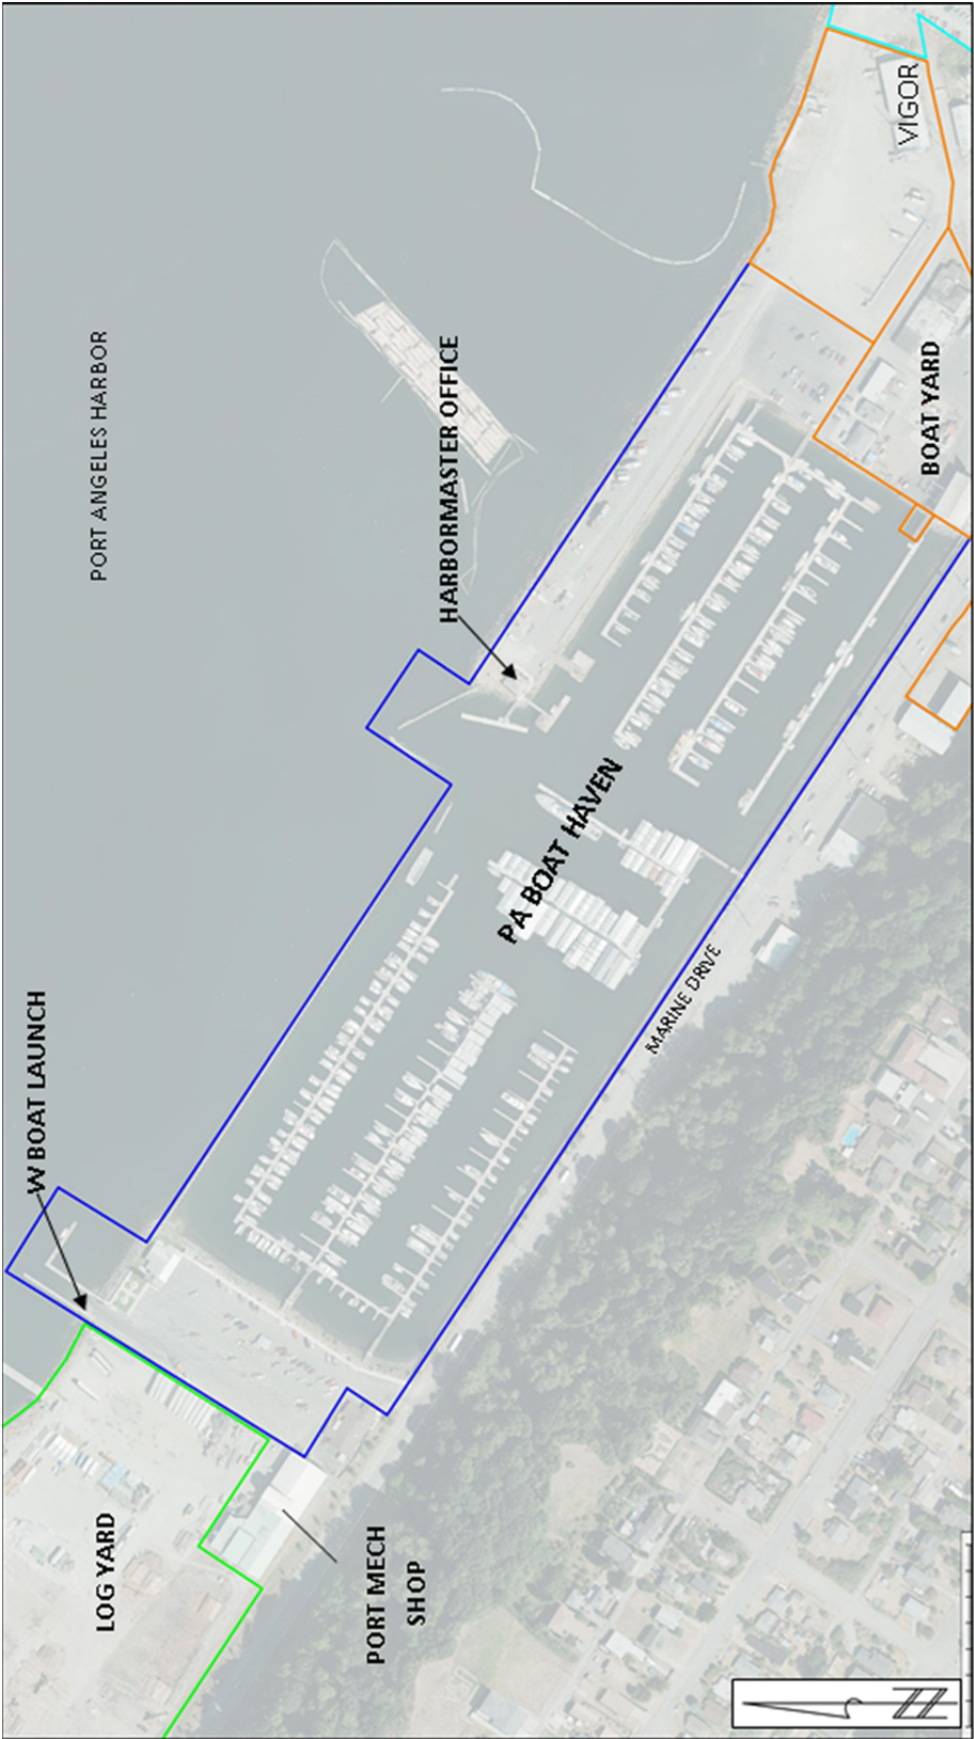 W BOAT LAUNCH
PORT ANGELES HARBOR
LOG YARD
PORT MECH
SHOP
HARBORMASTER OFFICE
PA BOAT HAVEN
MARINE DRIVE
VIGOR
BOAT YARD
N